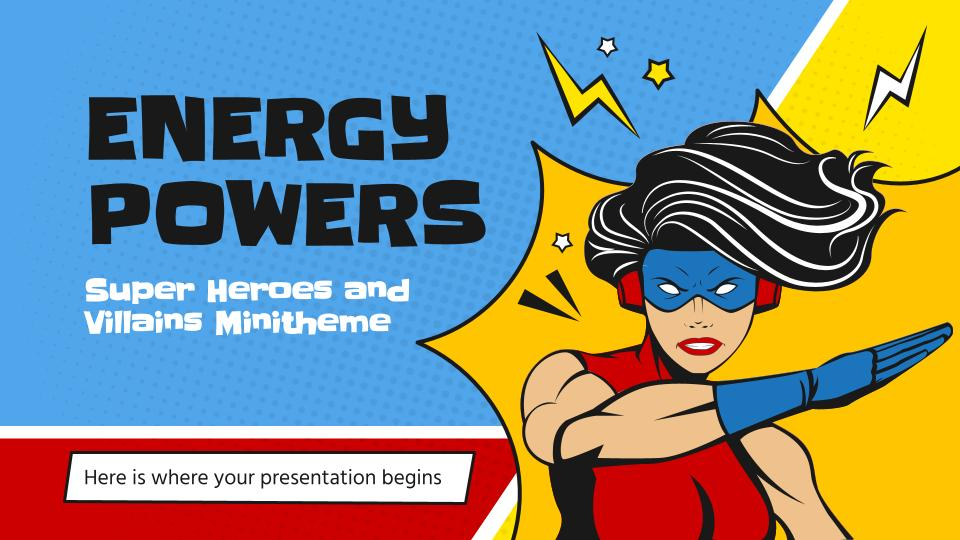 ENERGY
POWERS
Super Heroes and
Villains Minitheme
Here is where your presentation begins